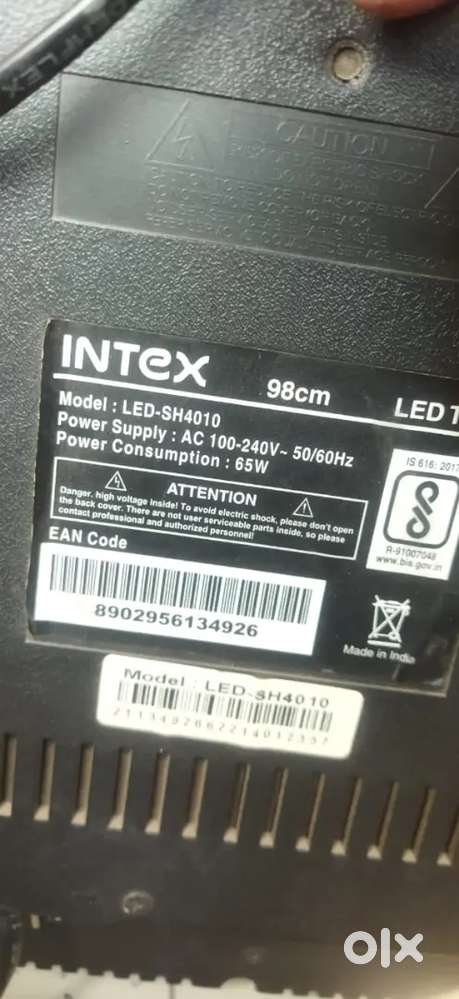 CAUTION
DO NOT OPEN
INTEX
98cm
LED T
Model : LED-SH4010
Power Supply : AC 100-240V~ 50/60Hz
Power Consumption : 65W
ATTENTION
Danger. high voltage inside! To avoid electric shock, please don't open
the back cover. There are not user serviceable parts inside, so please
contact professional and authorized personnel
IS 616: 2017
R-91007048
www.bis.gov.in
EAN Code
8902956134926
Made in India
Model : LED-SH4010
olx